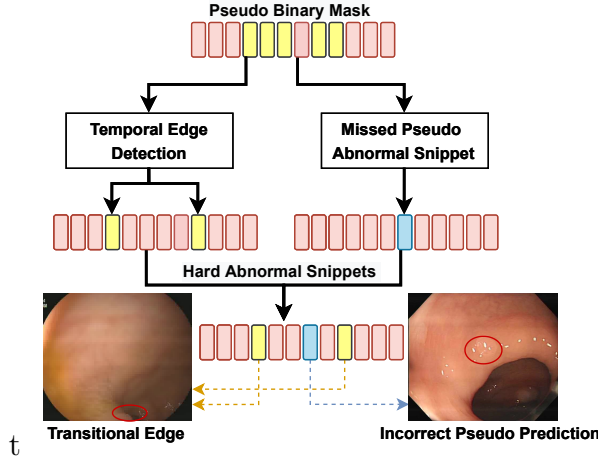 Pseudo Binary Mask
Temporal Edge
Detection
Missed Pseudo
Abnormal Snippet
Hard Abnormal Snippets
Transitional Edge
Incorrect Pseudo Prediction
t